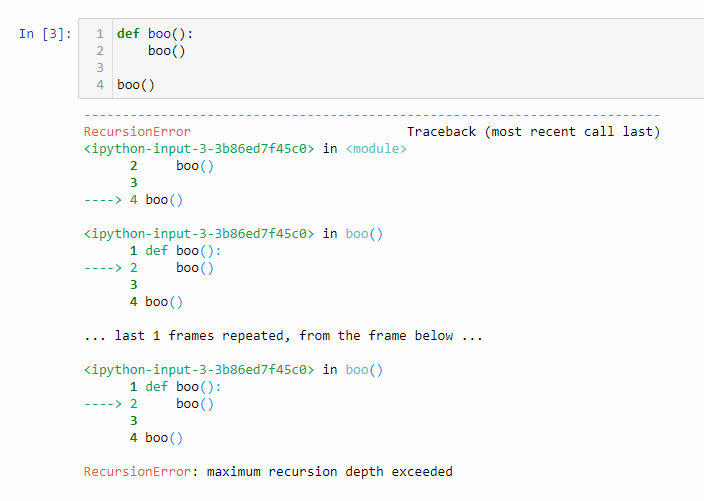 In [3]: 1 def boo():
2     boo()
3
4 boo()
---------------------------------------------------------------------------
RecursionError                            Traceback (most recent call last)
<ipython-input-3-3b86ed7f45c0> in <module>
      2     boo()
      3
----> 4 boo()

<ipython-input-3-3b86ed7f45c0> in boo()
      1 def boo():
----> 2     boo()
      3
      4 boo()

... last 1 frames repeated, from the frame below ...

<ipython-input-3-3b86ed7f45c0> in boo()
      1 def boo():
----> 2     boo()
      3
      4 boo()

RecursionError: maximum recursion depth exceeded